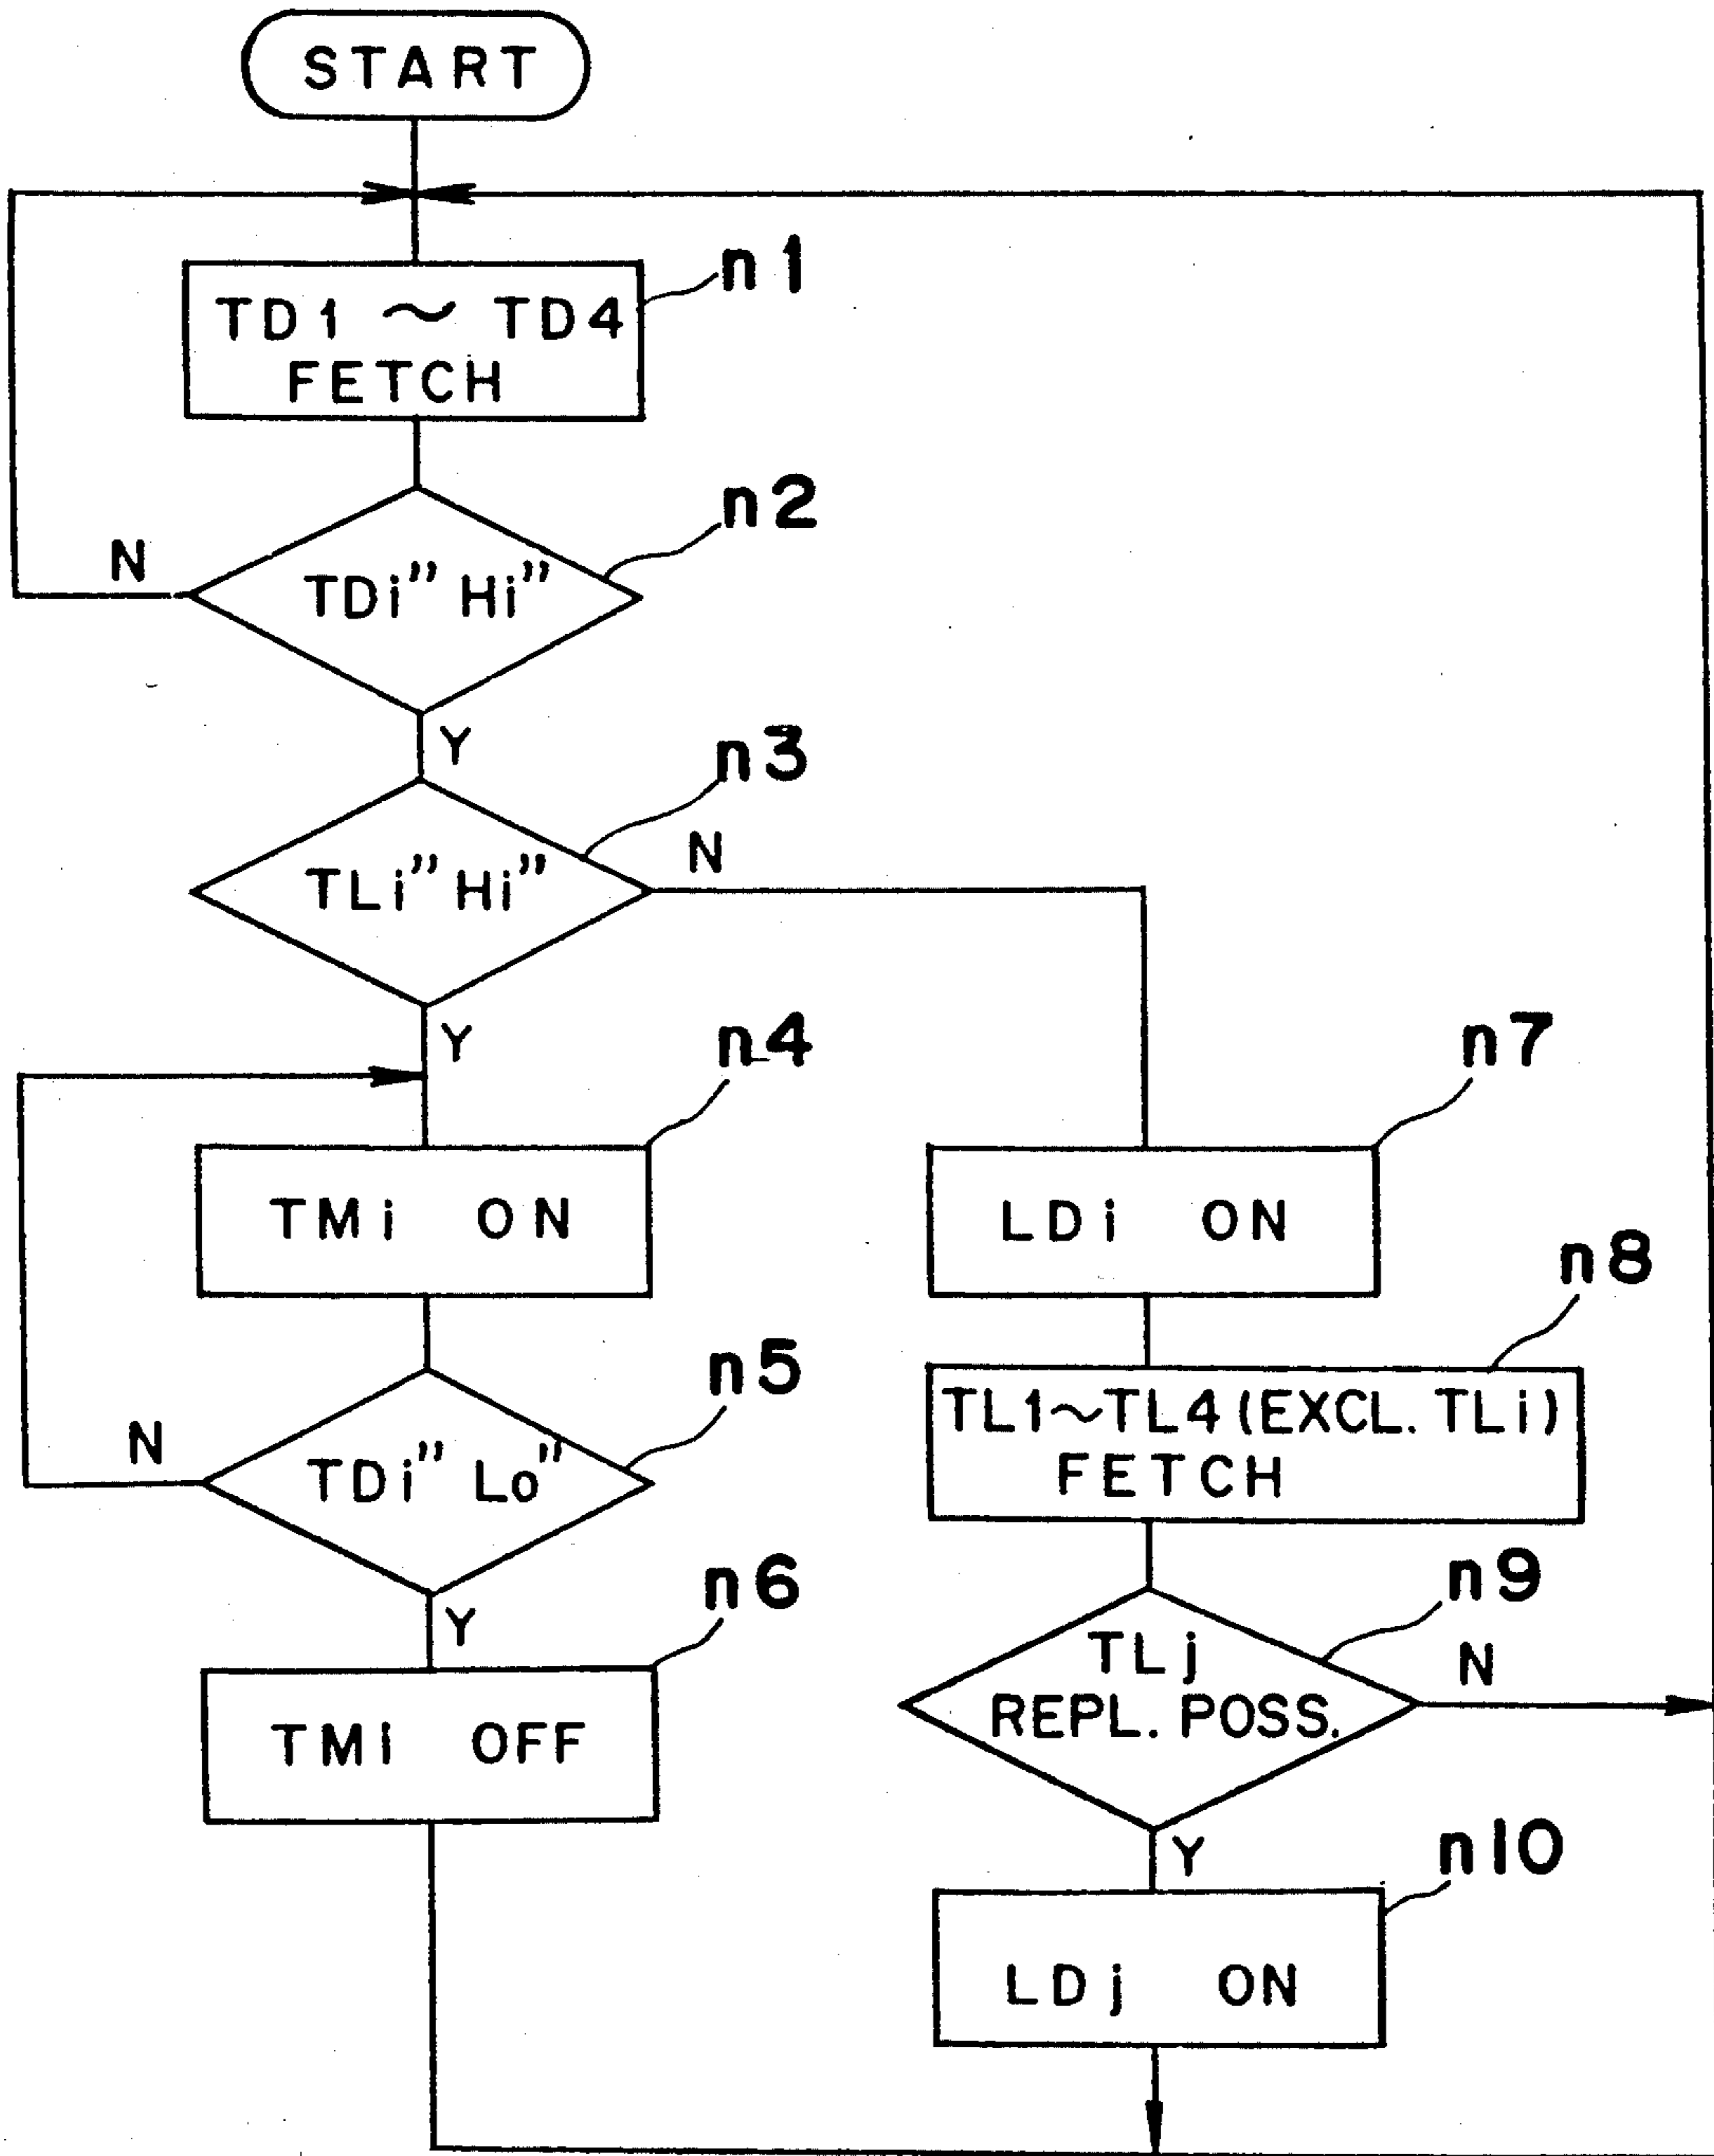 START
n1
TD1 ~ TD4
FETCH
n2
N
TDi" Hi"
Y
n3
TLi" Hi"
N
Y
n4
n7
TMi ON
LDi ON
n8
n5
TL1~TL4 (EXCL. TLi)
FETCH
N
TDi" Lo"
n9
n6
Y
TLj
REPL. POSS.
N
TMI OFF
Y
n10
LDj ON